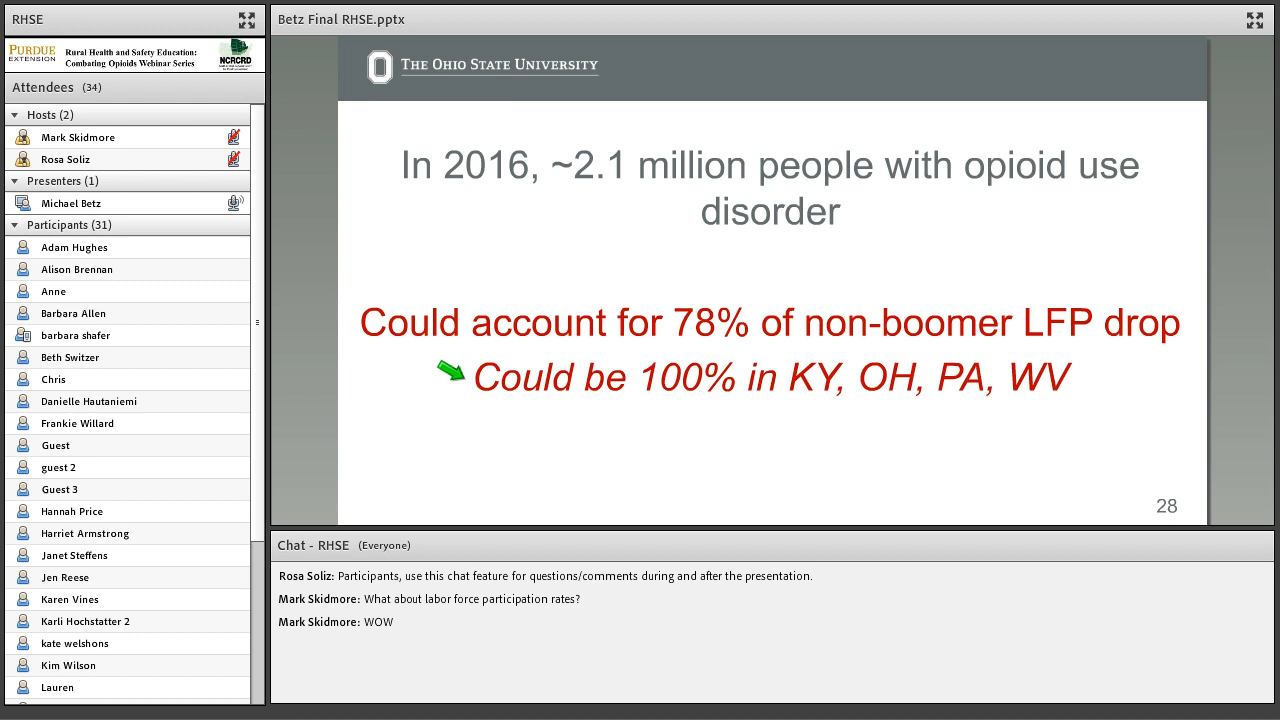 RHSE
PURDUE
EXTENSION
Rural Health and Safety Education:
Combating Opioids Webinar Series
NCRCRD
Attendees (34)
Hosts (2)
Mark Skidmore
Rosa Soliz
Presenters (1)
Michael Betz
Participants (31)
Adam Hughes
Alison Brennan
Anne
Barbara Allen
barbara shafer
Beth Switzer
Chris
Danielle Hautaniemi
Frankie Willard
Guest
guest 2
Guest 3
Hannah Price
Harriet Armstrong
Janet Steffens
Jen Reese
Karen Vines
Karli Hochstatter 2
kate welshons
Kim Wilson
Lauren
Betz Final RHSE.pptx
THE OHIO STATE UNIVERSITY
In 2016, ~2.1 million people with opioid use
disorder
Could account for 78% of non-boomer LFP drop
Could be 100% in KY, OH, PA, WV
28
Chat - RHSE (Everyone)
Rosa Soliz: Participants, use this chat feature for questions/comments during and after the presentation.
Mark Skidmore: What about labor force participation rates?
Mark Skidmore: WOW